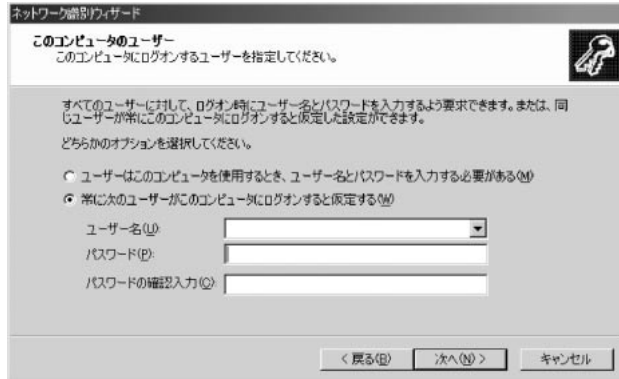 ネットワーク識別ウィザード
このコンピュータのユーザー
このコンピュータにログオンするユーザーを指定してください。
すべてのユーザーに対して、ログオン時にユーザー名とパスワードを入力するよう要求できます。または、同
じユーザーが常にこのコンピュータにログオンすると仮定した設定ができます。
どちらかのオプションを選択してください。
ユーザーはこのコンピュータを使用するとき、ユーザー名とパスワードを入力する必要がある(M)
常に次のユーザーがこのコンピュータにログオンすると仮定する(W)
ユーザー名(U):
パスワード(P):
パスワードの確認入力(C):
< 戻る(B)
次へ(N) >
キャンセル